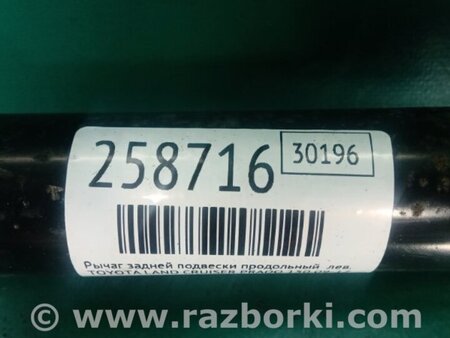 258716
30196
Рычаг задней подвески продольный лев.
TOYOTA LAND CRUISER PRADO
© www.razborki.com